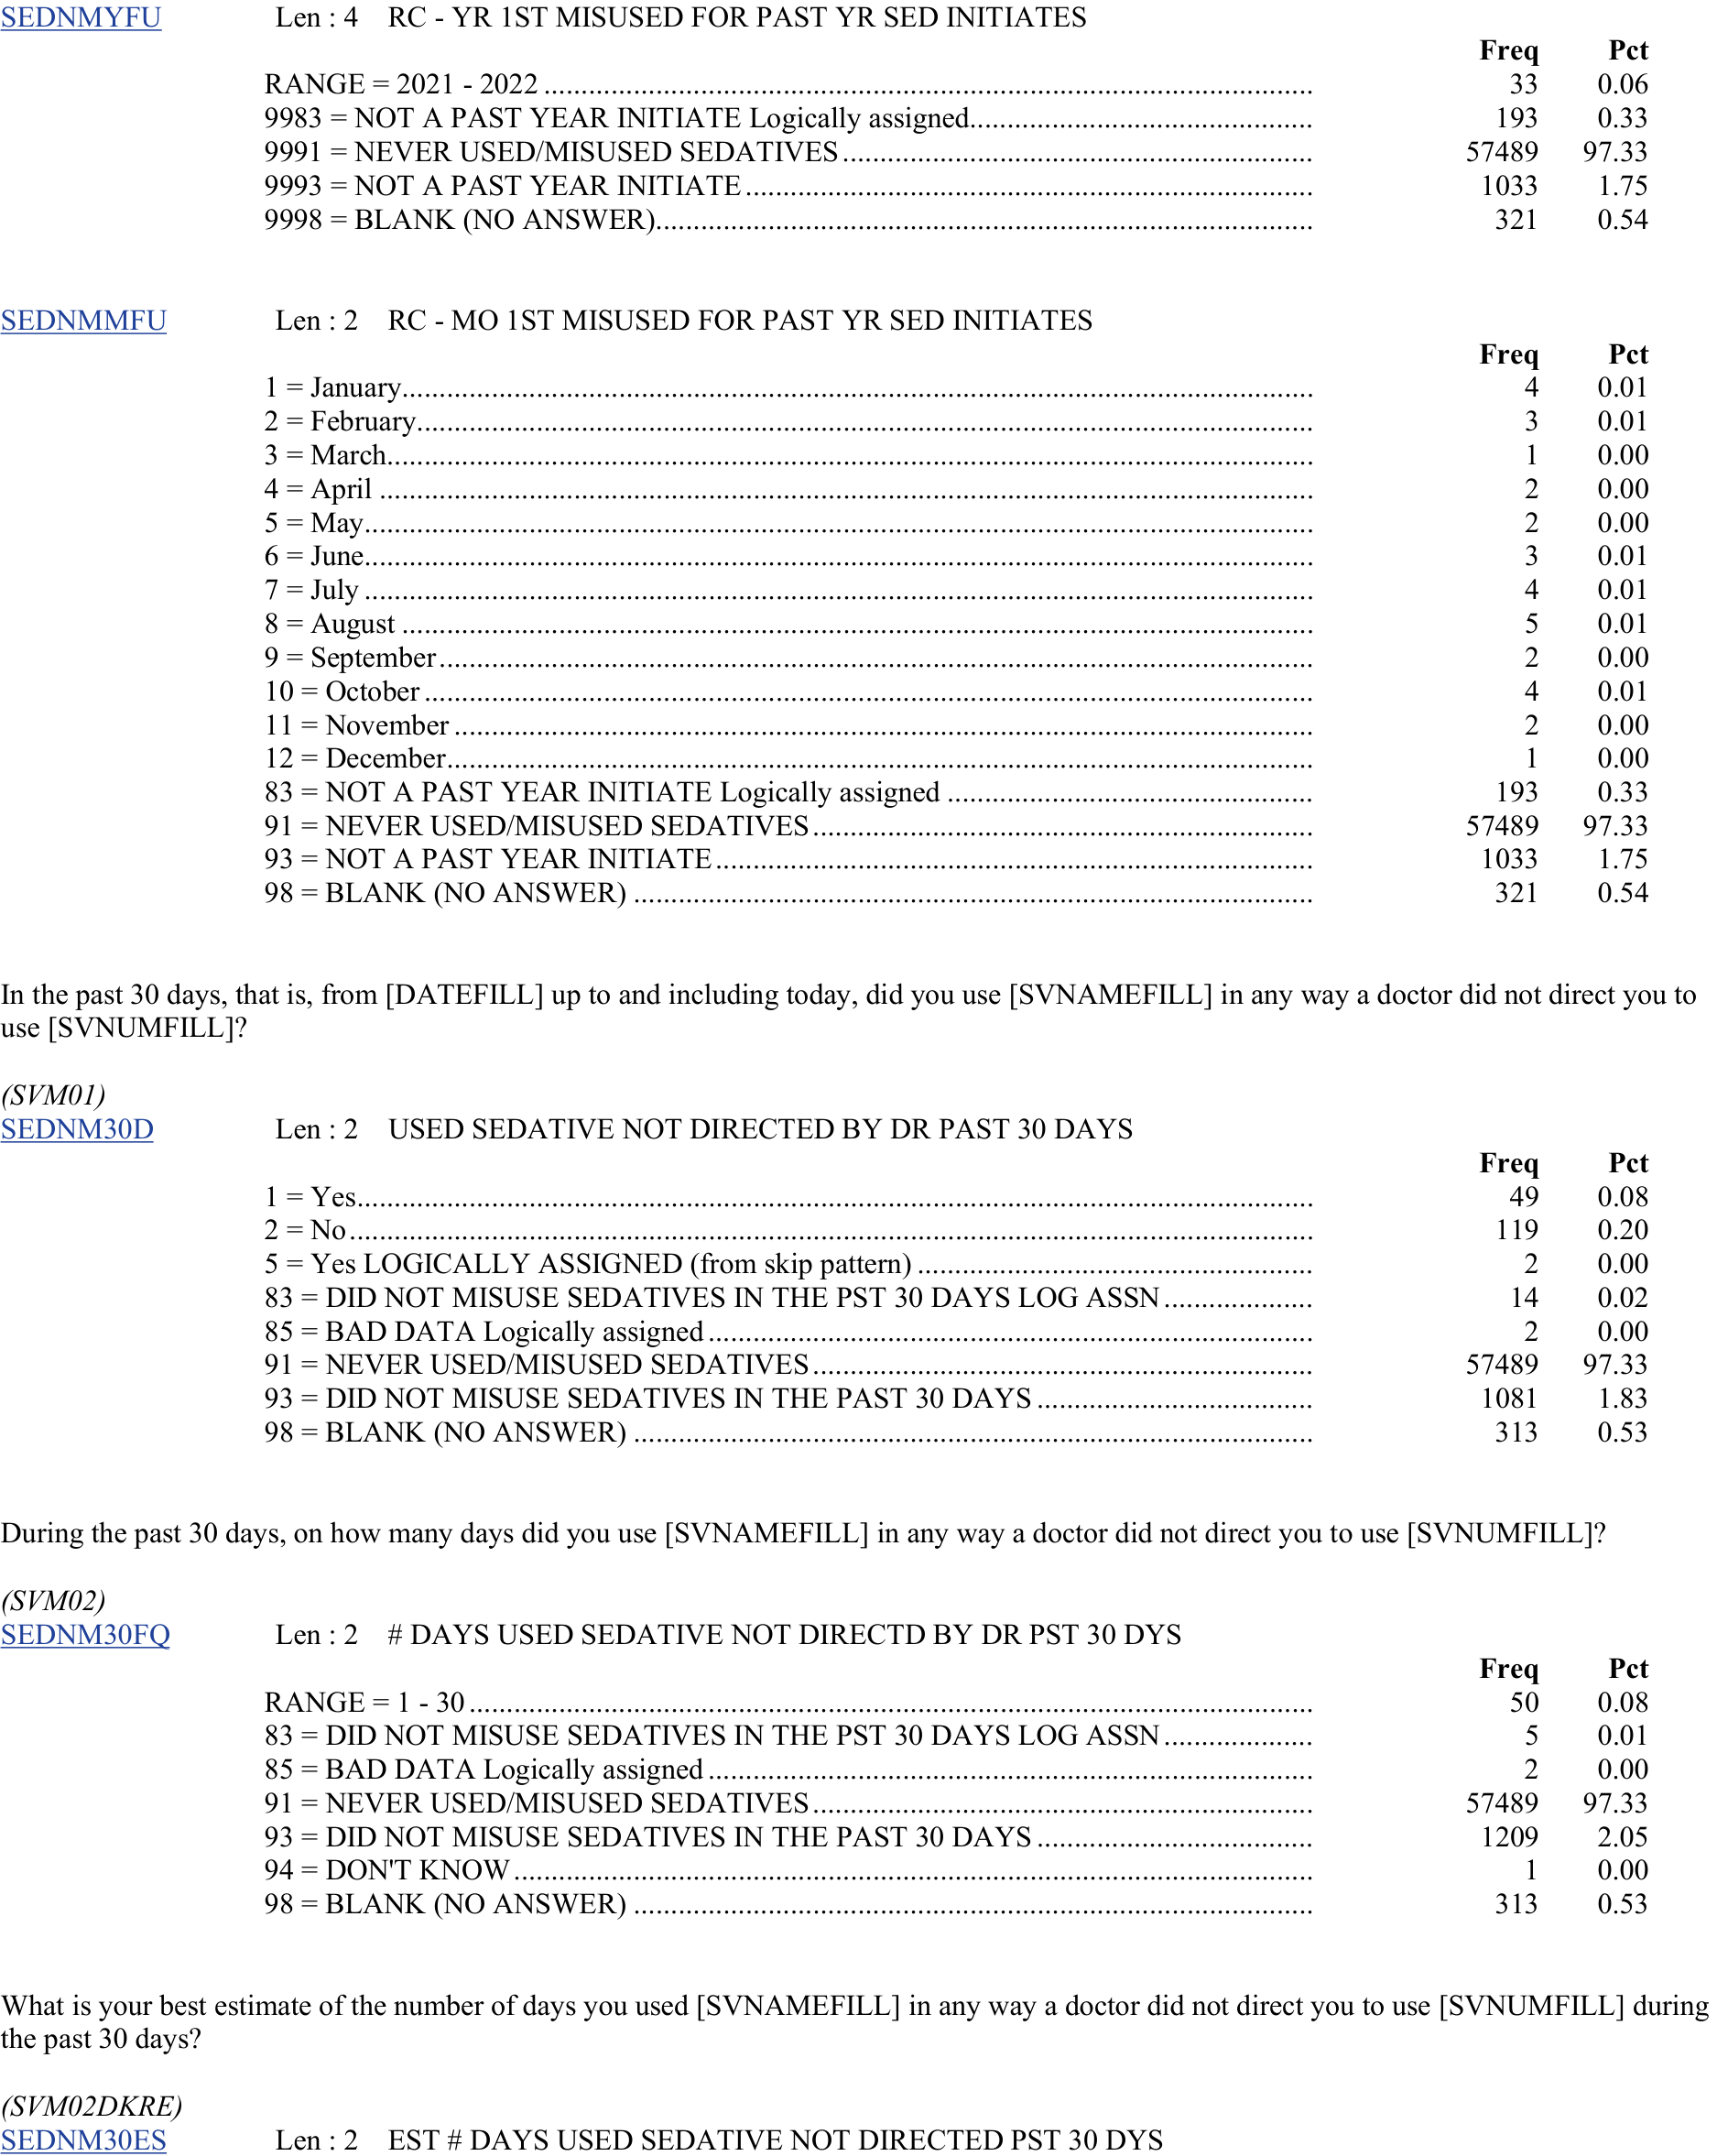 SEDNMYFU Len : 4 RC - YR 1ST MISUSED FOR PAST YR SED INITIATES
Freq Pct
RANGE = 2021 - 2022 33 0.06
9983 = NOT A PAST YEAR INITIATE Logically assigned 193 0.33
9991 = NEVER USED/MISUSED SEDATIVES 57489 97.33
9993 = NOT A PAST YEAR INITIATE 1033 1.75
9998 = BLANK (NO ANSWER) 321 0.54
SEDNMMFU Len : 2 RC - MO 1ST MISUSED FOR PAST YR SED INITIATES
Freq Pct
1 = January 4 0.01
2 = February 3 0.01
3 = March 1 0.00
4 = April 2 0.00
5 = May 2 0.00
6 = June 3 0.01
7 = July 4 0.01
8 = August 5 0.01
9 = September 2 0.00
10 = October 4 0.01
11 = November 2 0.00
12 = December 1 0.00
83 = NOT A PAST YEAR INITIATE Logically assigned 193 0.33
91 = NEVER USED/MISUSED SEDATIVES 57489 97.33
93 = NOT A PAST YEAR INITIATE 1033 1.75
98 = BLANK (NO ANSWER) 321 0.54
In the past 30 days, that is, from [DATEFILL] up to and including today, did you use [SVNAMEFILL] in any way a doctor did not direct you to
use [SVNUMFILL]?
(SVM01)
SEDNM30D Len : 2 USED SEDATIVE NOT DIRECTED BY DR PAST 30 DAYS
Freq Pct
1 = Yes 49 0.08
2 = No 119 0.20
5 = Yes LOGICALLY ASSIGNED (from skip pattern) 2 0.00
83 = DID NOT MISUSE SEDATIVES IN THE PST 30 DAYS LOG ASSN 14 0.02
85 = BAD DATA Logically assigned 2 0.00
91 = NEVER USED/MISUSED SEDATIVES 57489 97.33
93 = DID NOT MISUSE SEDATIVES IN THE PAST 30 DAYS 1081 1.83
98 = BLANK (NO ANSWER) 313 0.53
During the past 30 days, on how many days did you use [SVNAMEFILL] in any way a doctor did not direct you to use [SVNUMFILL]?
(SVM02)
SEDNM30FQ Len : 2 # DAYS USED SEDATIVE NOT DIRECTD BY DR PST 30 DYS
Freq Pct
RANGE = 1 - 30 50 0.08
83 = DID NOT MISUSE SEDATIVES IN THE PST 30 DAYS LOG ASSN 5 0.01
85 = BAD DATA Logically assigned 2 0.00
91 = NEVER USED/MISUSED SEDATIVES 57489 97.33
93 = DID NOT MISUSE SEDATIVES IN THE PAST 30 DAYS 1209 2.05
94 = DON'T KNOW 1 0.00
98 = BLANK (NO ANSWER) 313 0.53
What is your best estimate of the number of days you used [SVNAMEFILL] in any way a doctor did not direct you to use [SVNUMFILL] during
the past 30 days?
(SVM02DKRE)
SEDNM30ES Len : 2 EST # DAYS USED SEDATIVE NOT DIRECTED PST 30 DYS